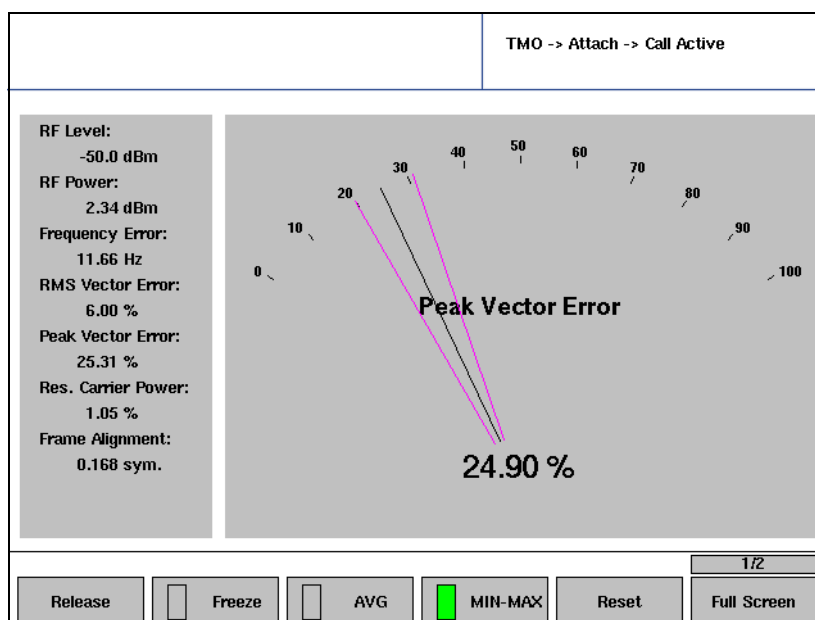 TMO -> Attach -> Call Active
RF Level:
-50.0 dBm
RF Power:
2.34 dBm
Frequency Error:
11.66 Hz
RMS Vector Error:
6.00 %
Peak Vector Error:
25.31 %
Res. Carrier Power:
1.05 %
Frame Alignment:
0.168 sym.
0 10 20 30 40 50 60 70 80 90 100
Peak Vector Error
24.90 %
1/2
Release Freeze AVG MIN-MAX Reset Full Screen